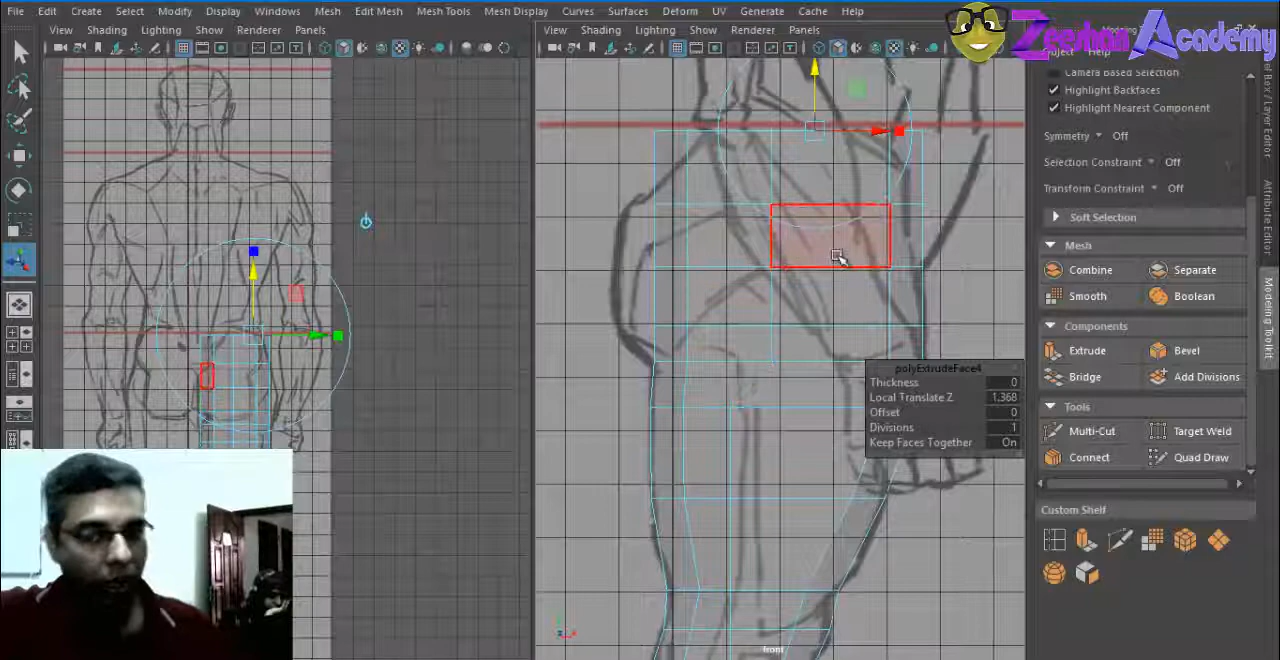 File Edit Create Select Modify Display Windows Mesh Edit Mesh Mesh Tools Mesh Display Curves Surfaces Deform UV Generate Cache Help
Zeeshan Academy
View Shading Lighting Show Renderer Panels
View Shading Lighting Show Renderer Panels
Help
Camera Based Selection
Highlight Backfaces
Highlight Nearest Component
Symmetry Off
Selection Constraint Off
Transform Constraint Off
Soft Selection
Mesh
Combine Separate
Smooth Boolean
Components
Extrude Bevel
Bridge Add Divisions
Tools
Multi-Cut Target Weld
Connect Quad Draw
Custom Shelf
polyExtrudeFace4
Thickness 0
Local Translate Z 1.368
Offset 0
Divisions 1
Keep Faces Together On
front
Attribute Editor
Modeling Toolkit